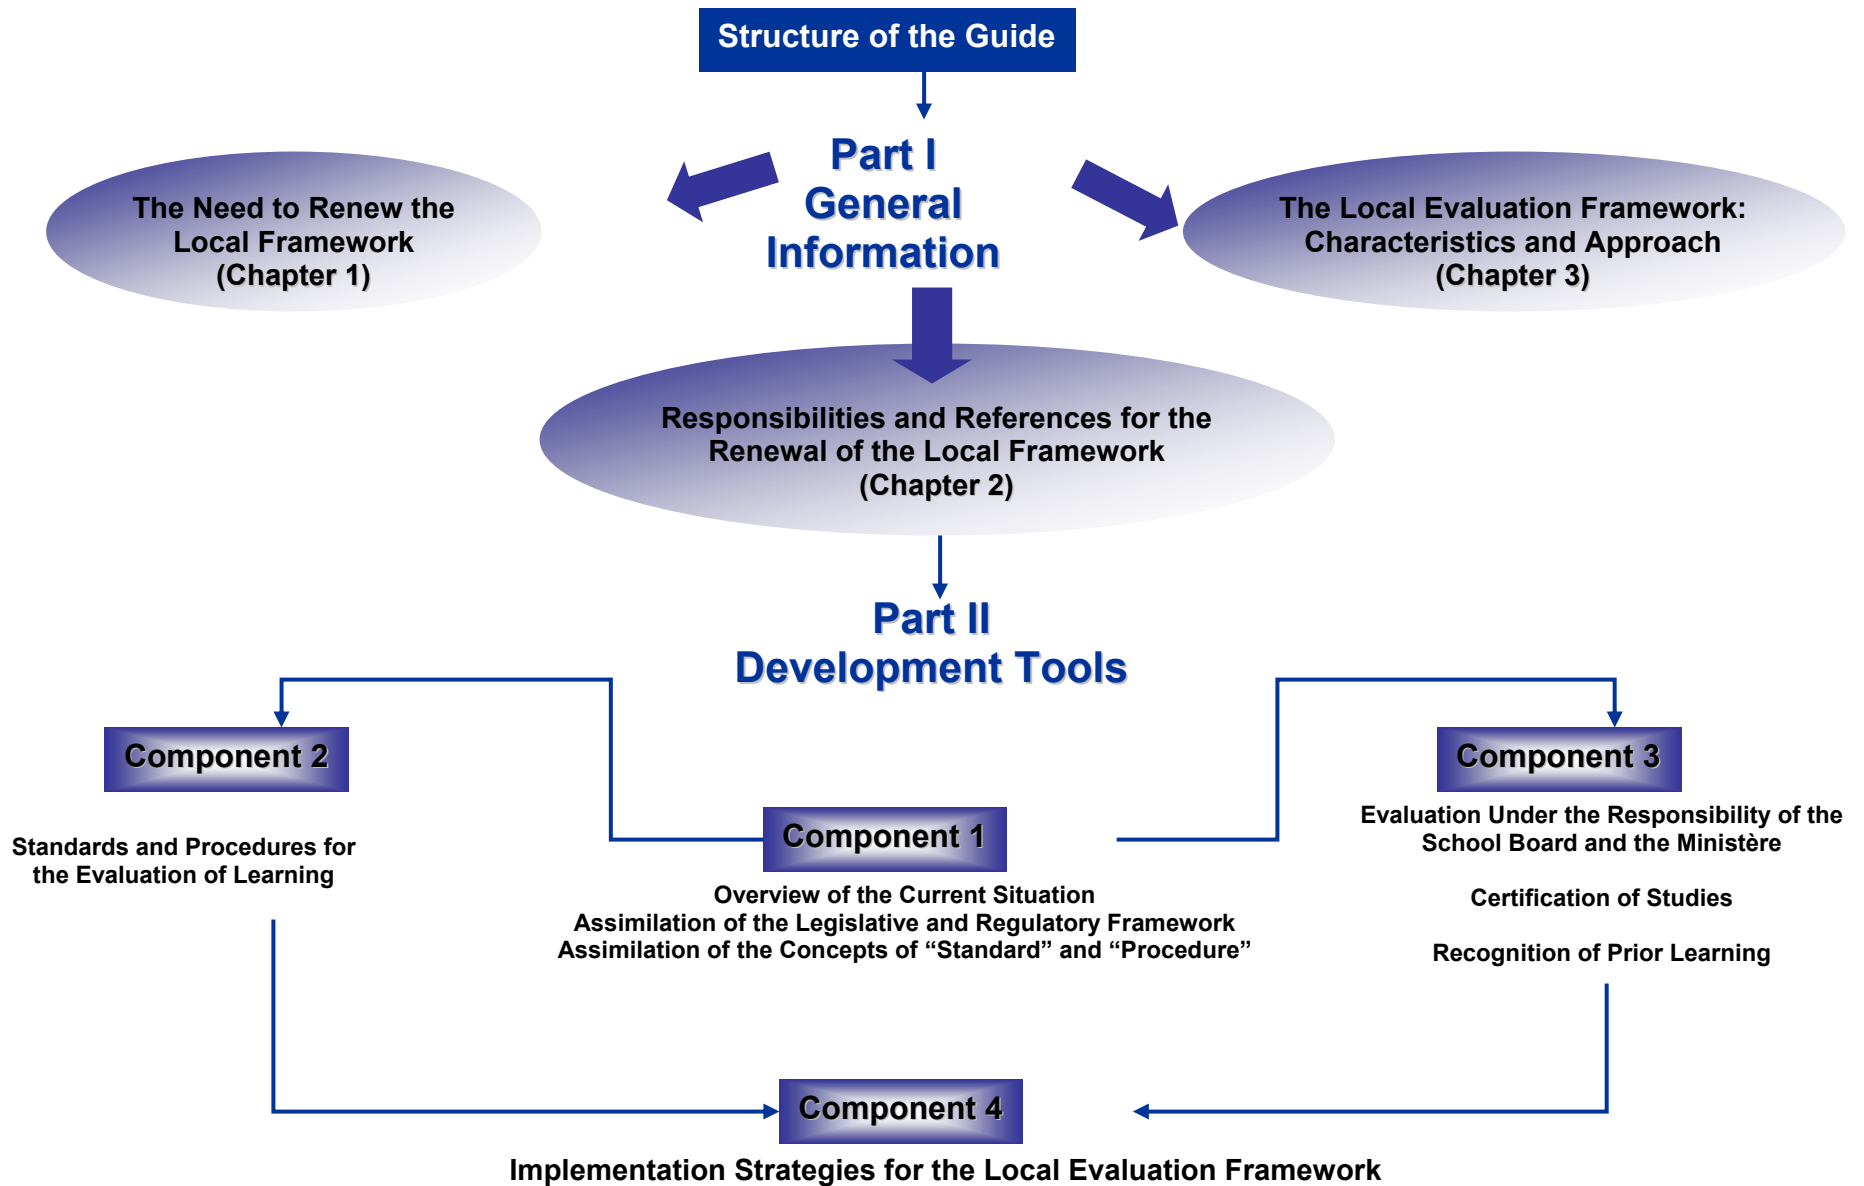 Structure of the Guide
Part I
General
Information
The Need to Renew the
Local Framework
(Chapter 1)
The Local Evaluation Framework:
Characteristics and Approach
(Chapter 3)
Responsibilities and References for the
Renewal of the Local Framework
(Chapter 2)
Part II
Development Tools
Component 2
Standards and Procedures for
the Evaluation of Learning
Component 1
Overview of the Current Situation
Assimilation of the Legislative and Regulatory Framework
Assimilation of the Concepts of “Standard” and “Procedure”
Component 3
Evaluation Under the Responsibility of the
School Board and the Ministère
Certification of Studies
Recognition of Prior Learning
Component 4
Implementation Strategies for the Local Evaluation Framework